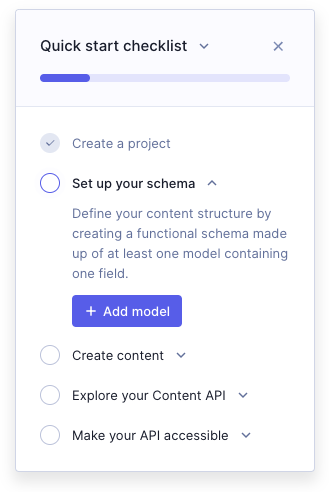 Quick start checklist
Create a project
Set up your schema
Define your content structure by
creating a functional schema made
up of at least one model containing
one field.
+ Add model
Create content
Explore your Content API
Make your API accessible